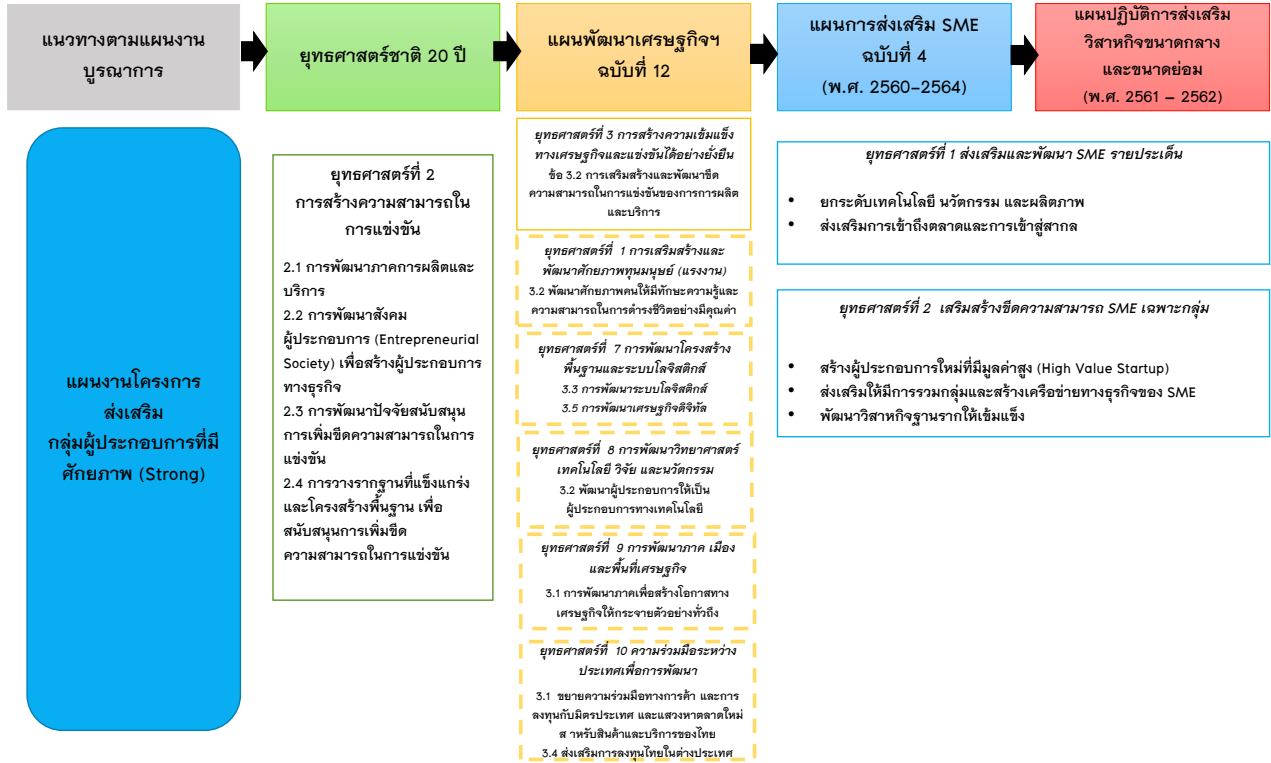 แนวทางตามแผนงาน
บูรณาการ
ยุทธศาสตร์ชาติ 20 ปี
แผนพัฒนาเศรษฐกิจฯ
ฉบับที่ 12
แผนการส่งเสริม SME
ฉบับที่ 4
(พ.ศ. 2560-2564)
แผนปฏิบัติการส่งเสริม
วิสาหกิจขนาดกลาง
และขนาดย่อม
(พ.ศ. 2561 – 2562)
แผนงานโครงการ
ส่งเสริม
กลุ่มผู้ประกอบการที่มี
ศักยภาพ (Strong)
ยุทธศาสตร์ที่ 2
การสร้างความสามารถใน
การแข่งขัน
2.1 การพัฒนาภาคการผลิตและ
บริการ
2.2 การพัฒนาสังคม
ผู้ประกอบการ (Entrepreneurial
Society) เพื่อสร้างผู้ประกอบการ
ทางธุรกิจ
2.3 การพัฒนาปัจจัยสนับสนุน
การเพิ่มขีดความสามารถในการ
แข่งขัน
2.4 การวางรากฐานที่แข็งแกร่ง
และโครงสร้างพื้นฐาน เพื่อ
สนับสนุนการเพิ่มขีด
ความสามารถในการแข่งขัน
ยุทธศาสตร์ที่ 3 การสร้างความเข้มแข็ง
ทางเศรษฐกิจและแข่งขันได้อย่างยั่งยืน
ข้อ 3.2 การเสริมสร้างและพัฒนาขีด
ความสามารถในการแข่งขันของการการผลิต
และบริการ
ยุทธศาสตร์ที่ 1 การเสริมสร้างและ
พัฒนาศักยภาพทุนมนุษย์ (แรงงาน)
3.2 พัฒนาศักยภาพคนให้มีทักษะความรู้และ
ความสามารถในการดำรงชีวิตอย่างมีคุณค่า
ยุทธศาสตร์ที่ 7 การพัฒนาโครงสร้าง
พื้นฐานและระบบโลจิสติกส์
3.3 การพัฒนาระบบโลจิสติกส์
3.5 การพัฒนาเศรษฐกิจดิจิทัล
ยุทธศาสตร์ที่ 8 การพัฒนาวิทยาศาสตร์
เทคโนโลยี วิจัย และนวัตกรรม
3.2 พัฒนาผู้ประกอบการให้เป็น
ผู้ประกอบการทางเทคโนโลยี
ยุทธศาสตร์ที่ 9 การพัฒนาภาค เมือง
และพื้นที่เศรษฐกิจ
3.1 การพัฒนาภาคเพื่อสร้างโอกาสทาง
เศรษฐกิจให้กระจายตัวอย่างทั่วถึง
ยุทธศาสตร์ที่ 10 ความร่วมมือระหว่าง
ประเทศเพื่อการพัฒนา
3.1 ขยายความร่วมมือทางการค้า และการ
ลงทุนกับมิตรประเทศ และแสวงหาตลาดใหม่
ส าหรับสินค้าและบริการของไทย
3.4 ส่งเสริมการลงทุนไทยในต่างประเทศ
ยุทธศาสตร์ที่ 1 ส่งเสริมและพัฒนา SME รายประเด็น
• ยกระดับเทคโนโลยี นวัตกรรม และผลิตภาพ
• ส่งเสริมการเข้าถึงตลาดและการเข้าสู่สากล
ยุทธศาสตร์ที่ 2 เสริมสร้างขีดความสามารถ SME เฉพาะกลุ่ม
• สร้างผู้ประกอบการใหม่ที่มีมูลค่าสูง (High Value Startup)
• ส่งเสริมให้มีการรวมกลุ่มและสร้างเครือข่ายทางธุรกิจของ SME
• พัฒนาวิสาหกิจฐานรากให้เข้มแข็ง